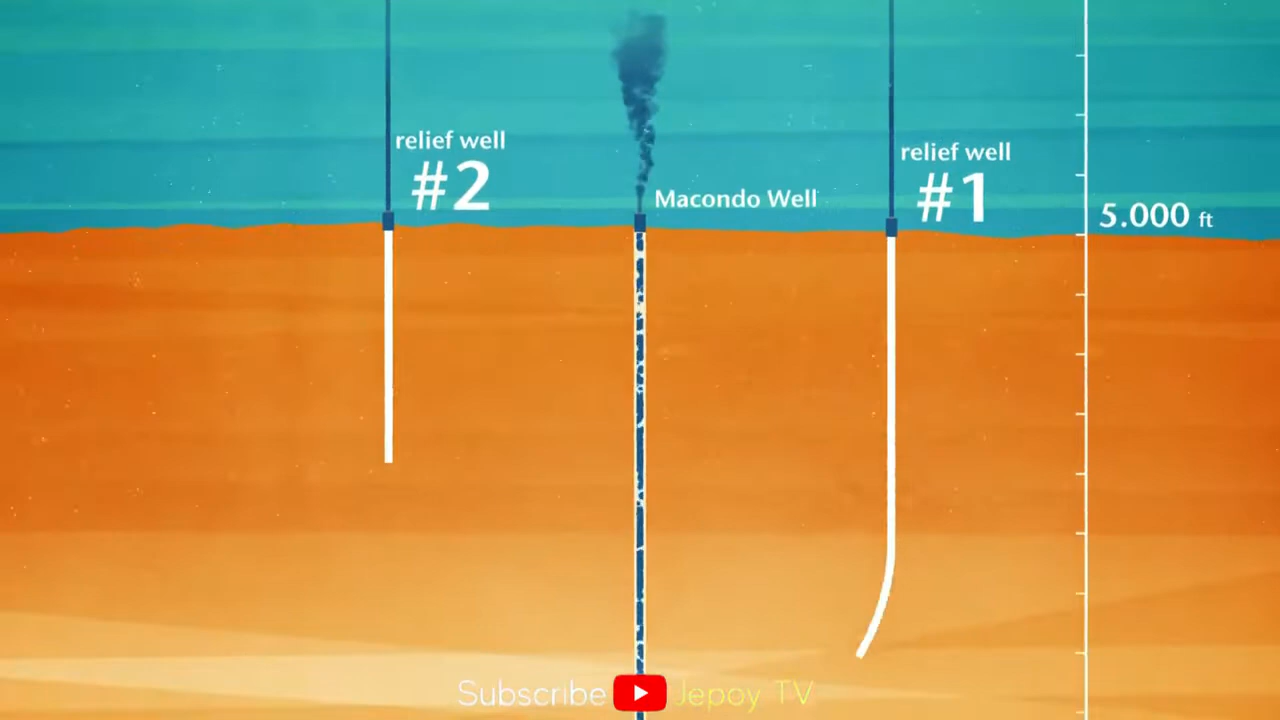 relief well
#2
relief well
#1
Macondo Well
5.000 ft
Subscribe Jepoy TV